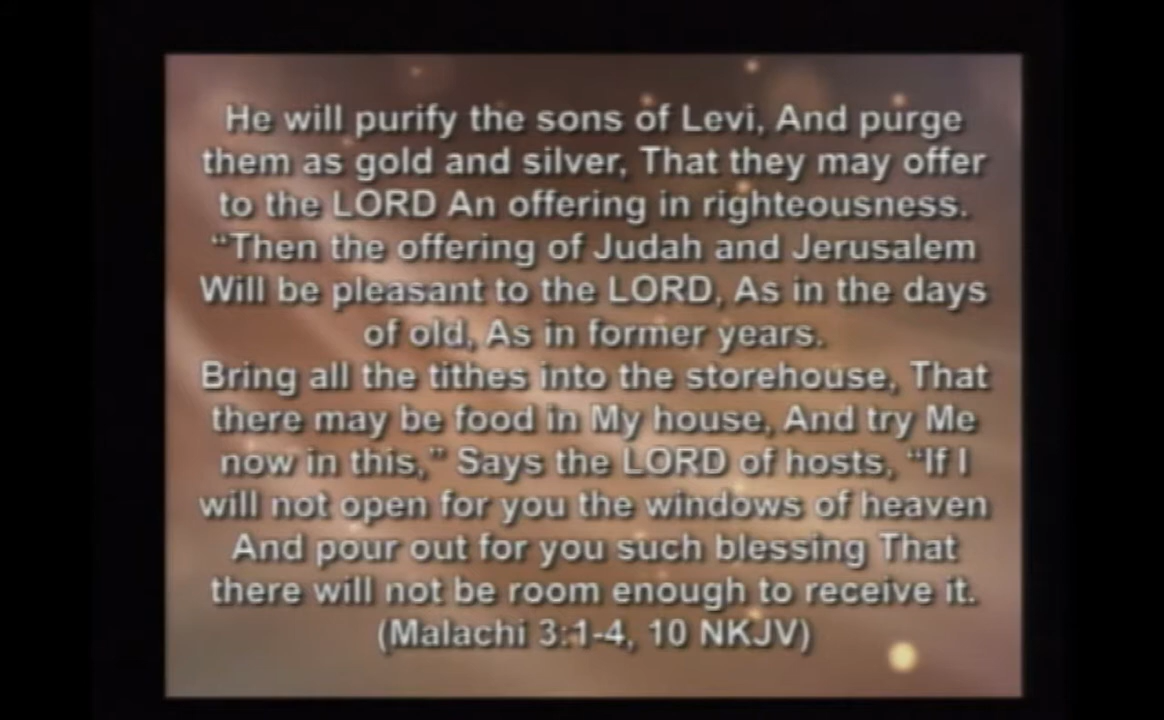 He will purify the sons of Levi, And purge
them as gold and silver, That they may offer
to the LORD An offering in righteousness.
“Then the offering of Judah and Jerusalem
Will be pleasant to the LORD, As in the days
of old, As in former years.
Bring all the tithes into the storehouse, That
there may be food in My house, And try Me
now in this,” Says the LORD of hosts, “If I
will not open for you the windows of heaven
And pour out for you such blessing That
there will not be room enough to receive it.
(Malachi 3:1-4, 10 NKJV)